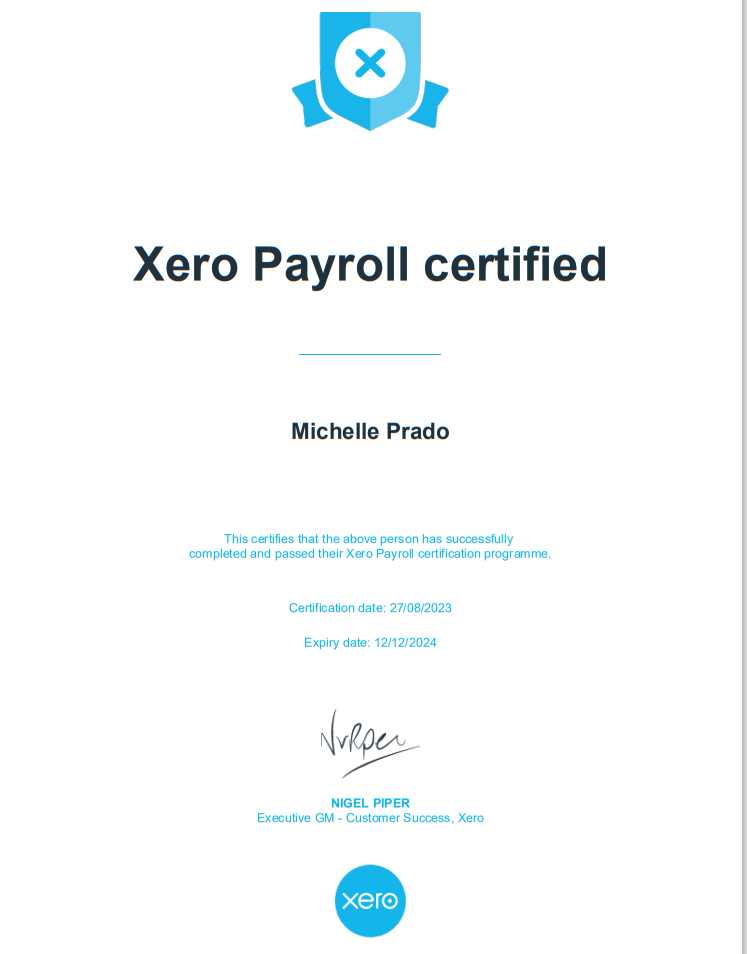 Xero Payroll certified
Michelle Prado
This certifies that the above person has successfully
completed and passed their Xero Payroll certification programme.
Certification date: 27/08/2023
Expiry date: 12/12/2024
NvRper
NIGEL PIPER
Executive GM - Customer Success, Xero
xero